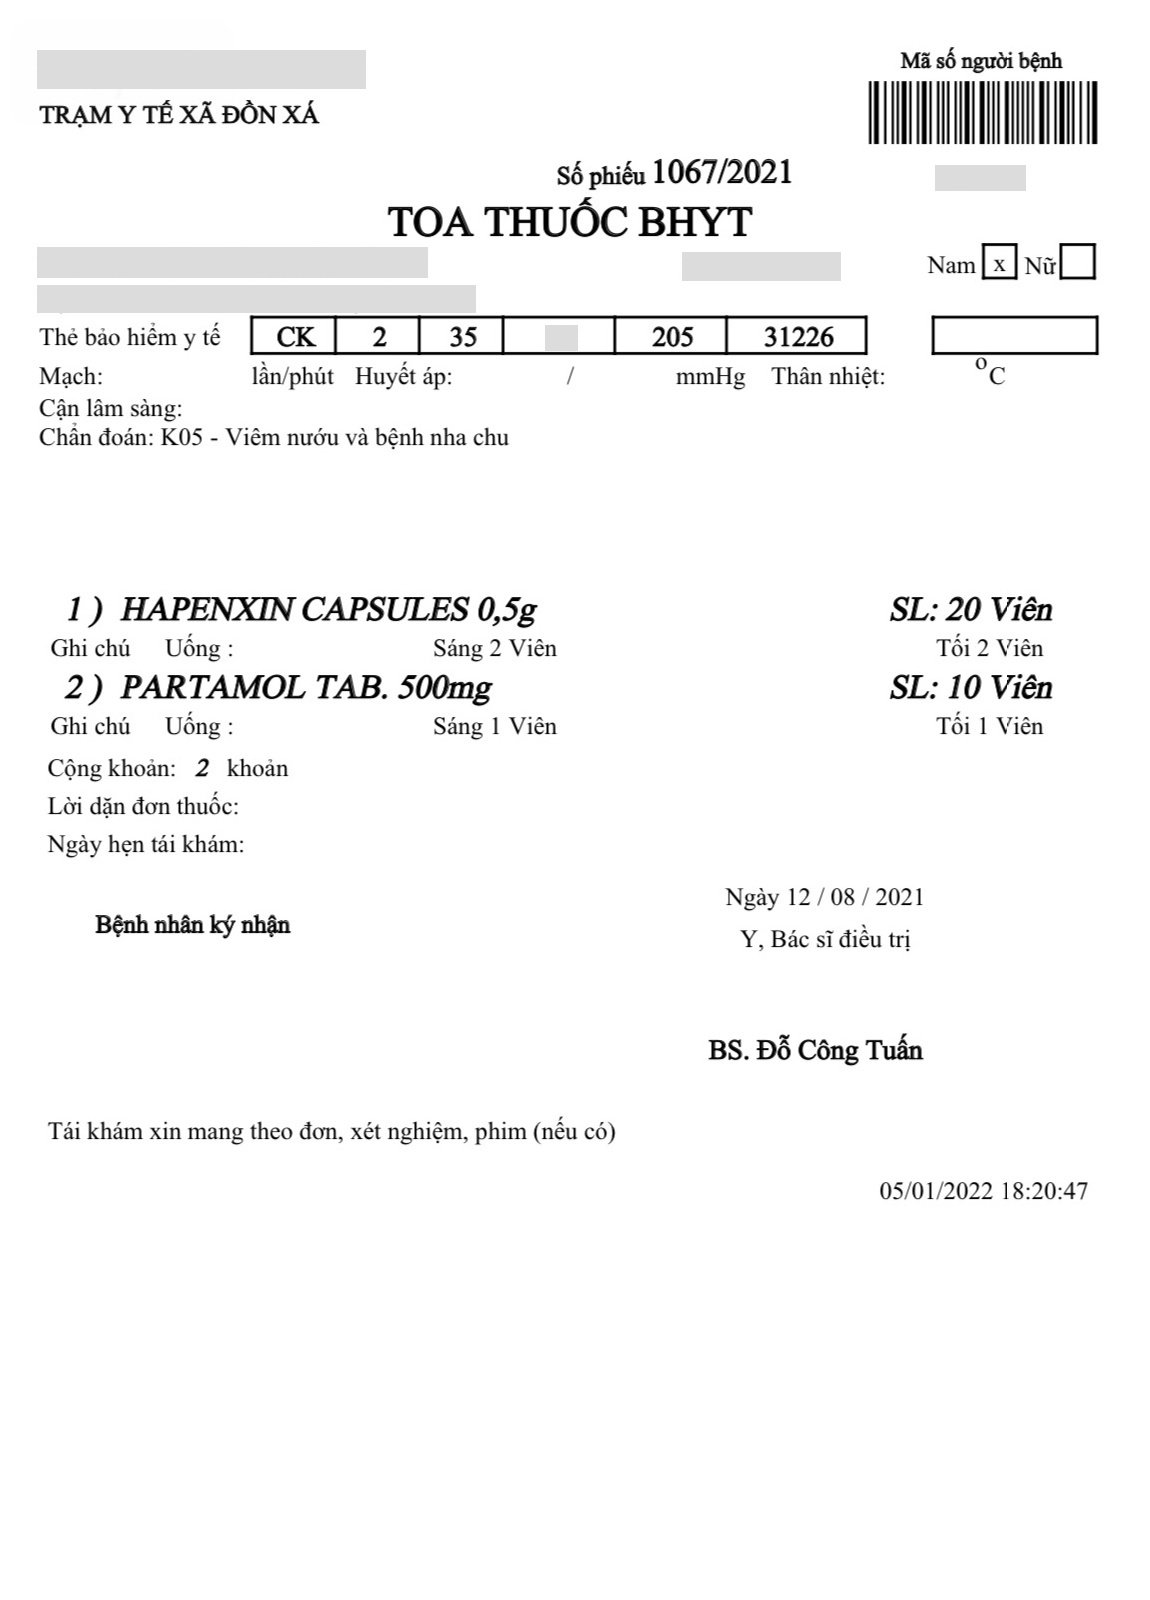 Mã số người bệnh
TRẠM Y TẾ XÃ ĐỒN XÁ
Số phiếu 1067/2021
TOA THUỐC BHYT
Nam x Nữ
Thẻ bảo hiểm y tế CK 2 35 205 31226
Mạch: lần/phút Huyết áp: / mmHg Thân nhiệt: °C
Cận lâm sàng:
Chẩn đoán: K05 - Viêm nướu và bệnh nha chu
1 ) HAPENXIN CAPSULES 0,5g SL: 20 Viên
Ghi chú Uống : Sáng 2 Viên Tối 2 Viên
2 ) PARTAMOL TAB. 500mg SL: 10 Viên
Ghi chú Uống : Sáng 1 Viên Tối 1 Viên
Cộng khoản: 2 khoản
Lời dặn đơn thuốc:
Ngày hẹn tái khám:
Ngày 12 / 08 / 2021
Bệnh nhân ký nhận
Y, Bác sĩ điều trị
BS. Đỗ Công Tuấn
Tái khám xin mang theo đơn, xét nghiệm, phim (nếu có)
05/01/2022 18:20:47